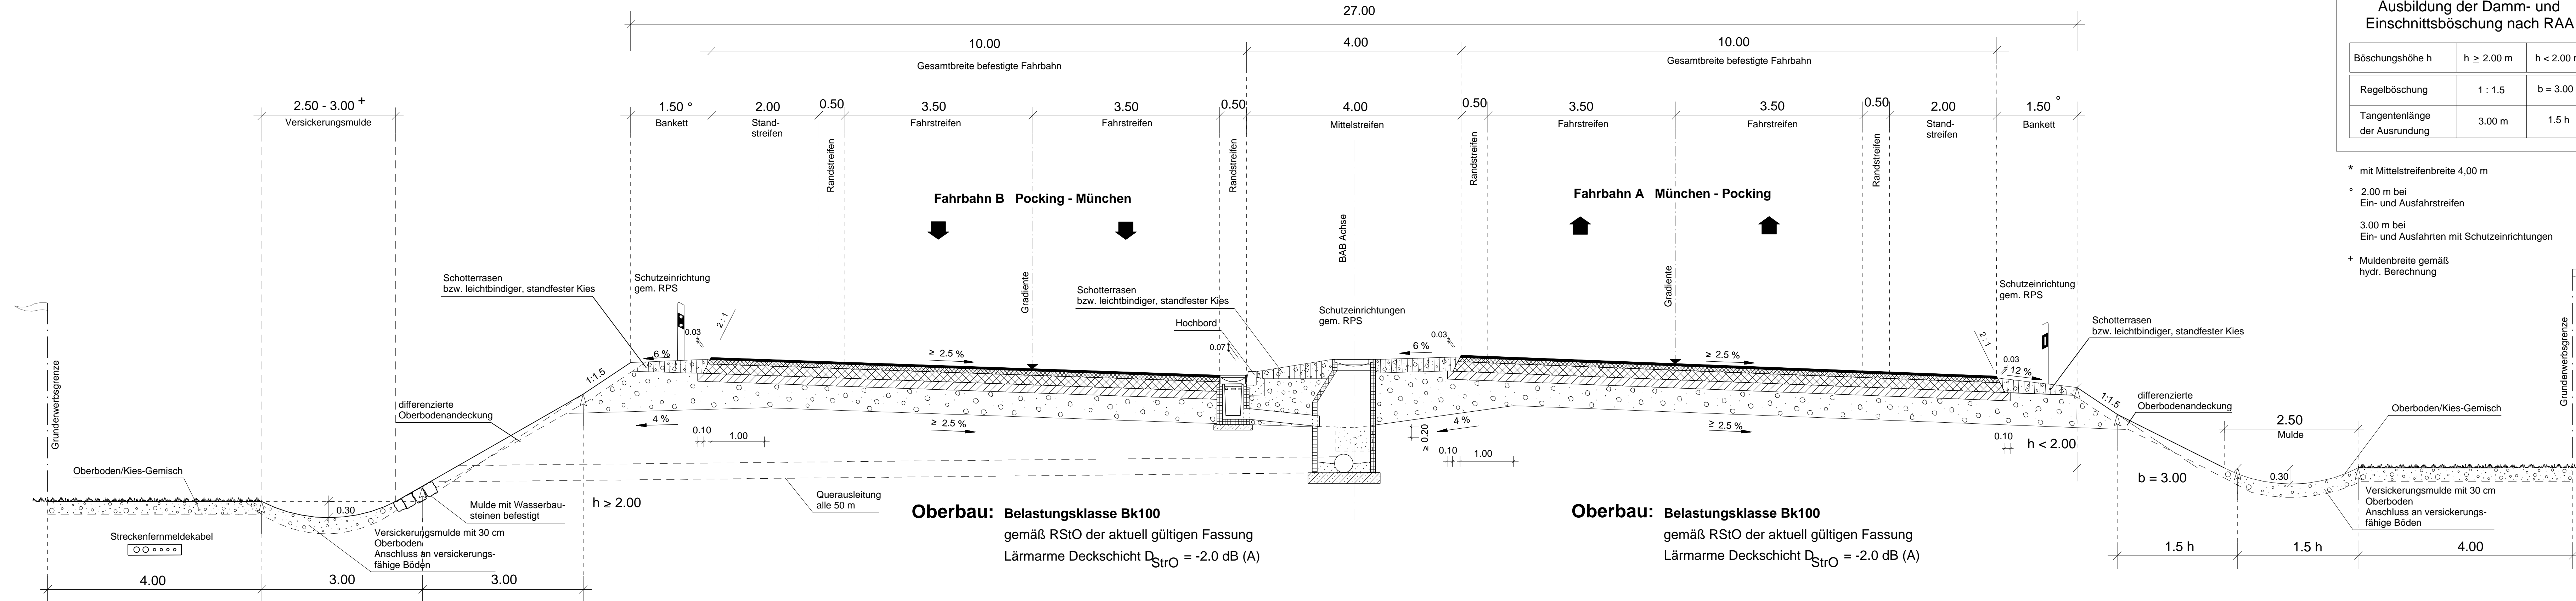 27.00
10.00
4.00
10.00
Gesamtbreite befestigte Fahrbahn
Gesamtbreite befestigte Fahrbahn
2.50 - 3.00 +
Versickerungsmulde
1.50 °
Bankett
2.00
Stand-
streifen
0.50
Randstreifen
3.50
Fahrstreifen
3.50
Fahrstreifen
0.50
Randstreifen
4.00
Mittelstreifen
0.50
Randstreifen
3.50
Fahrstreifen
3.50
Fahrstreifen
0.50
Randstreifen
2.00
Stand-
streifen
1.50 °
Bankett
Ausbildung der Damm- und
Einschnittsböschung nach RAA
Böschungshöhe h
h ≥ 2.00 m
h < 2.00
Regelböschung
1 : 1.5
b = 3.00
Tangentenlänge
der Ausrundung
3.00 m
1.5 h
* mit Mittelstreifenbreite 4,00 m
° 2.00 m bei
Ein- und Ausfahrstreifen
3.00 m bei
Ein- und Ausfahrten mit Schutzeinrichtungen
+ Muldenbreite gemäß
hydr. Berechnung
Fahrbahn B Pocking - München
Fahrbahn A München - Pocking
BAB Achse
Gradiente
Gradiente
Grunderwerbsgrenze
Grunderwerbsgrenze
Schotterrasen
bzw. leichtbindiger, standfester Kies
Schutzeinrichtung
gem. RPS
0.03
2 : 1
6 %
≥ 2.5 %
Schotterrasen
bzw. leichtbindiger, standfester Kies
Hochbord
0.07
Schutzeinrichtungen
gem. RPS
6 %
0.03
≥ 2.5 %
Schutzeinrichtung
gem. RPS
2 : 1
0.03
12 %
Schotterrasen
bzw. leichtbindiger, standfester Kies
1:1.5
differenzierte
Oberbodenandeckung
4 %
0.10
1.00
≥ 2.5 %
≥ 0.20
4 %
0.10
1.00
≥ 2.5 %
0.10
h < 2.00
b = 3.00
1:1.5
differenzierte
Oberbodenandeckung
2.50
Mulde
Oberboden/Kies-Gemisch
0.30
Versickerungsmulde mit 30 cm
Oberboden
Anschluss an versickerungs-
fähige Böden
Oberboden/Kies-Gemisch
0.30
Mulde mit Wasserbau-
steinen befestigt
h ≥ 2.00
Querausleitung
alle 50 m
Streckenfernmeldekabel
Versickerungsmulde mit 30 cm
Oberboden
Anschluss an versickerungs-
fähige Böden
Oberbau: Belastungsklasse Bk100
gemäß RStO der aktuell gültigen Fassung
Lärmarme Deckschicht DStrO = -2.0 dB (A)
Oberbau: Belastungsklasse Bk100
gemäß RStO der aktuell gültigen Fassung
Lärmarme Deckschicht DStrO = -2.0 dB (A)
4.00
3.00
3.00
1.5 h
1.5 h
4.00